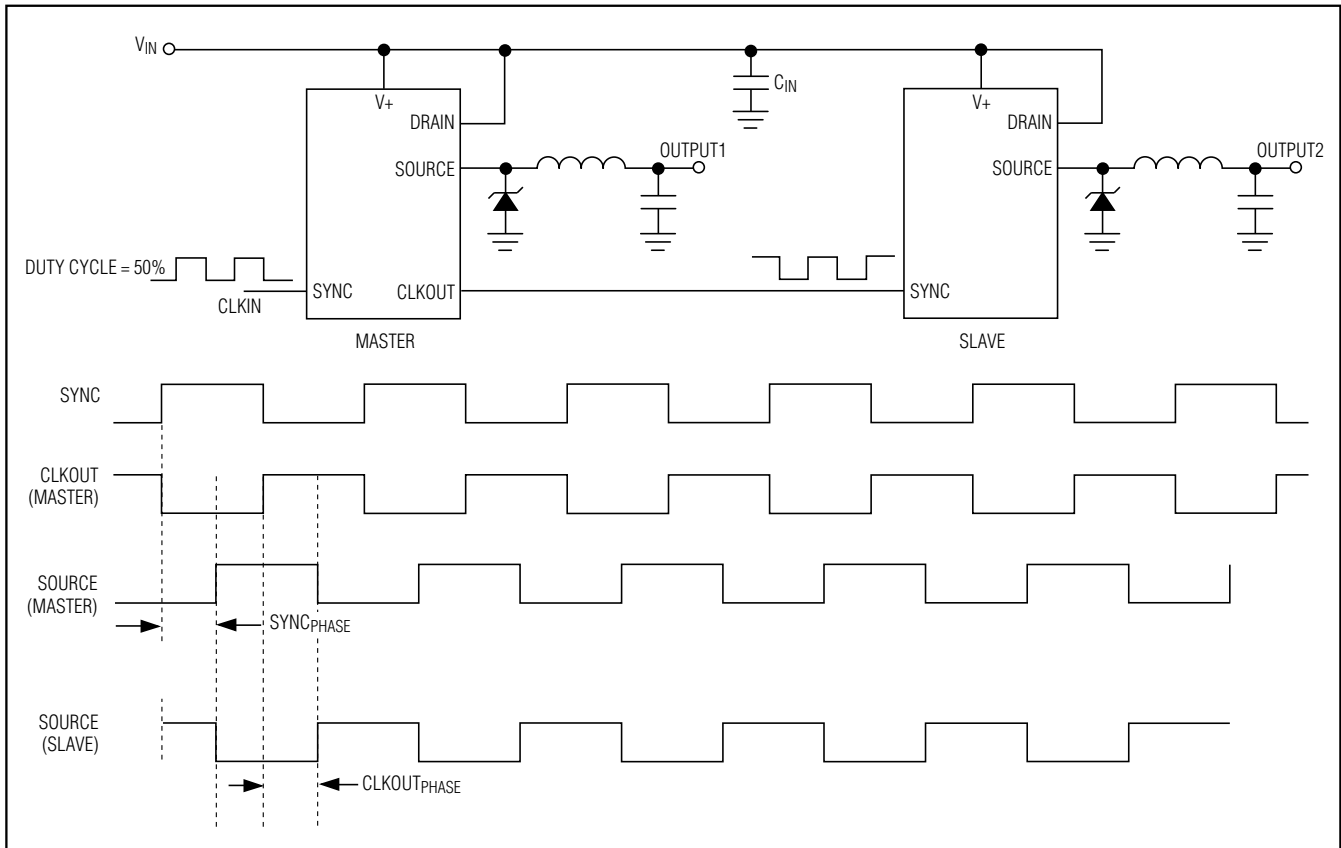 VIN
V+
DRAIN
SOURCE
OUTPUT1
CIN
V+
DRAIN
SOURCE
OUTPUT2
DUTY CYCLE = 50%
CLKIN
SYNC
CLKOUT
SYNC
MASTER
SLAVE
SYNC
CLKOUT
(MASTER)
SOURCE
(MASTER)
SYNCPHASE
SOURCE
(SLAVE)
CLKOUTPHASE